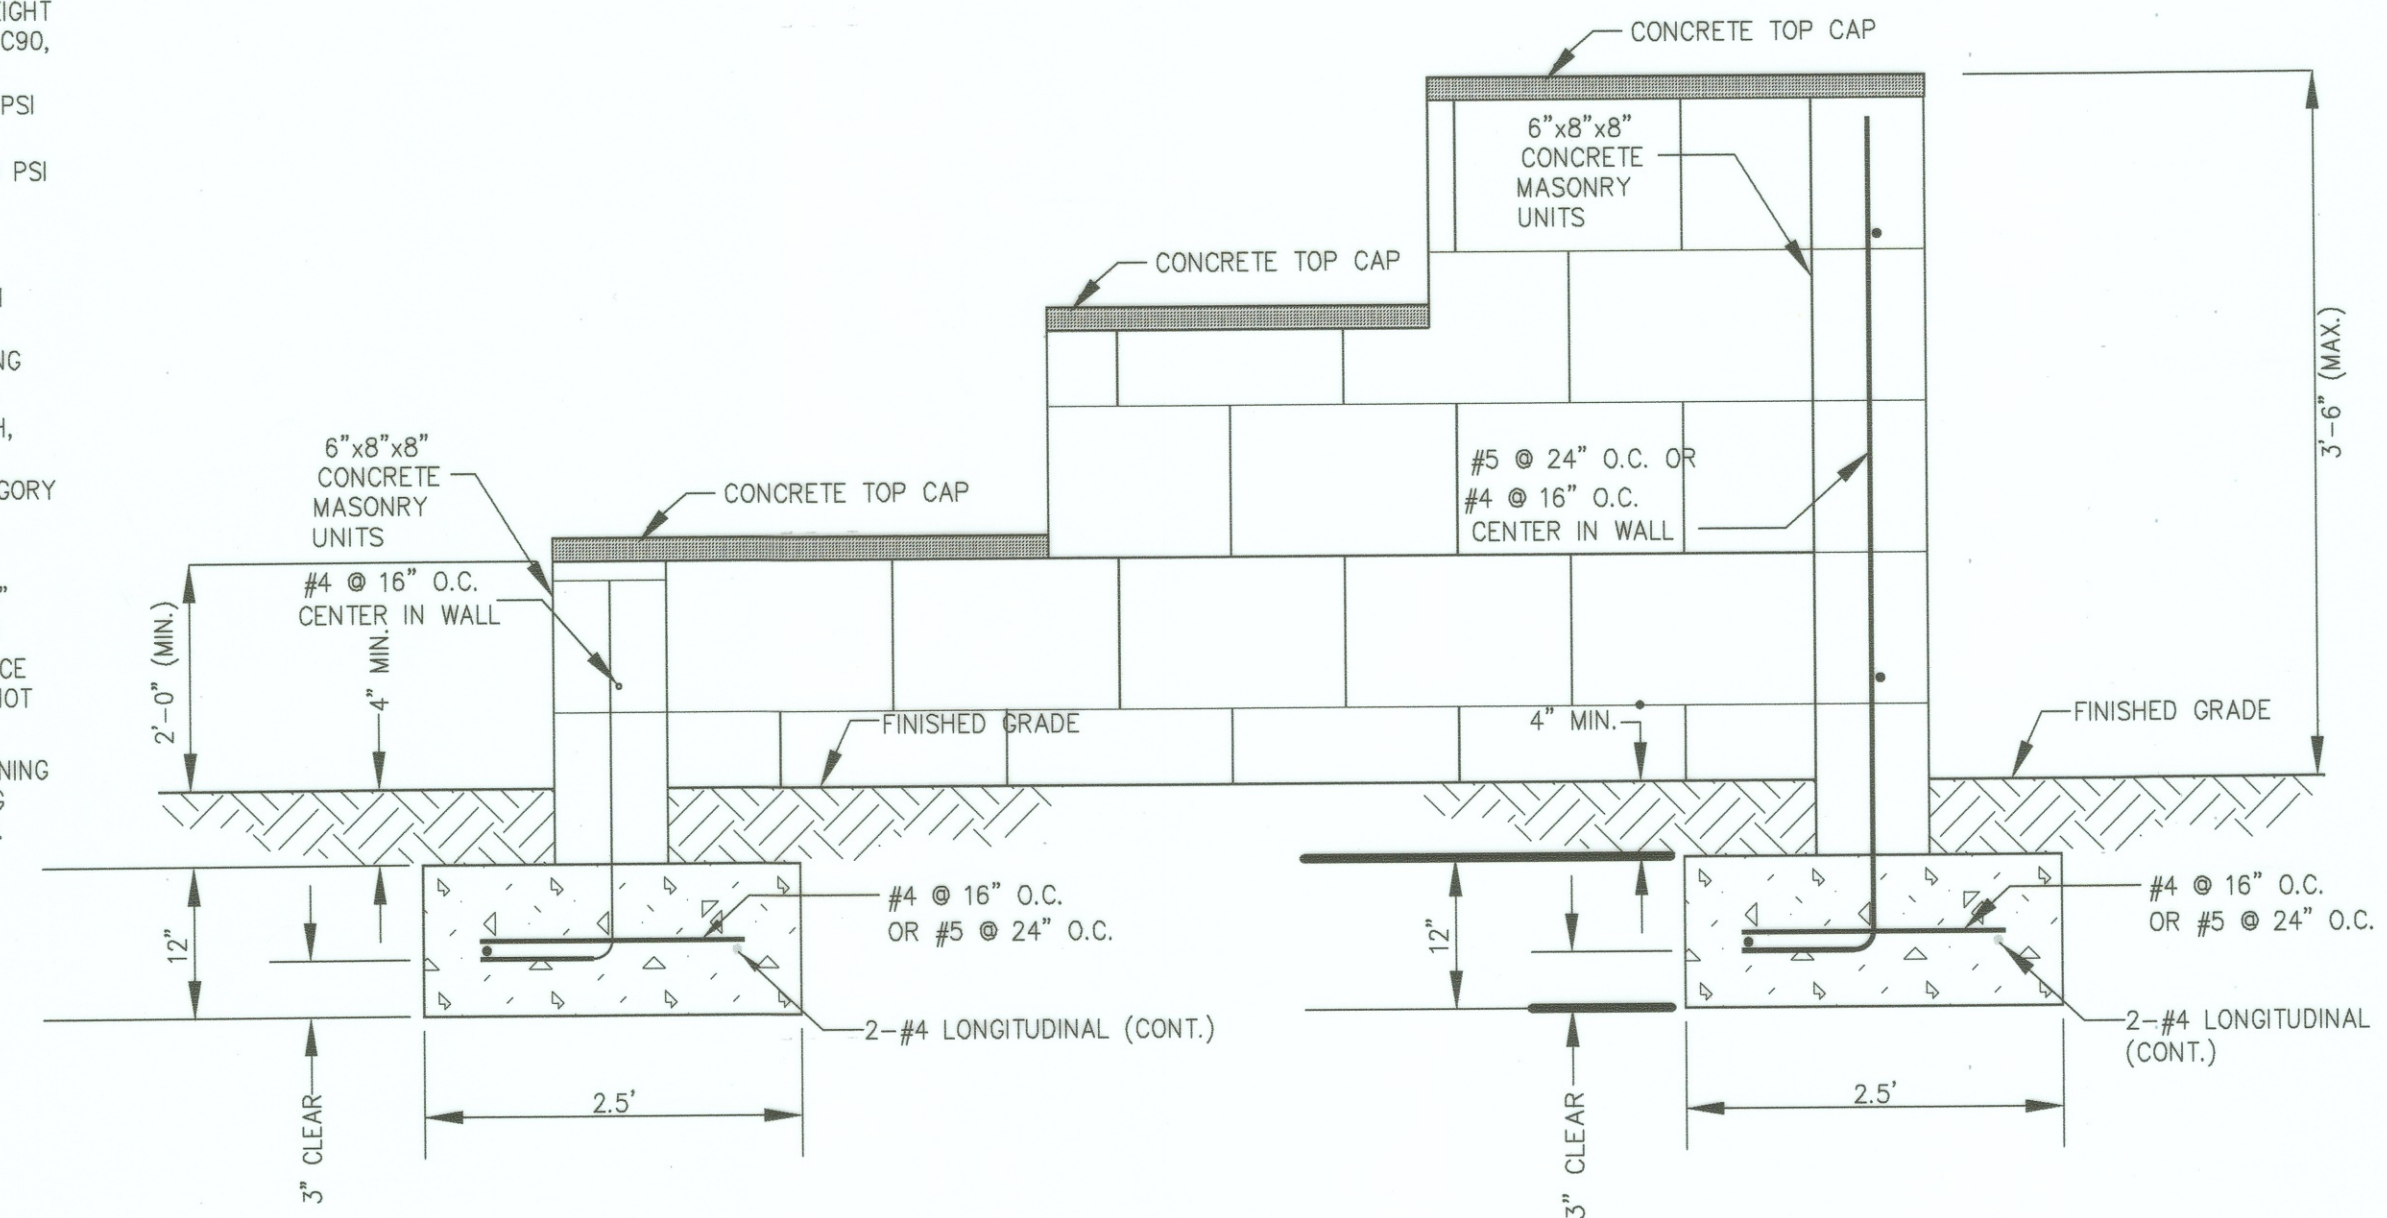 EIGHT
C90,
PSI
PSI
NG
H,
GORY
CE
NOT
NING
CONCRETE TOP CAP
6"x8"x8"
CONCRETE
MASONRY
UNITS
CONCRETE TOP CAP
3'-6" (MAX.)
6"x8"x8"
CONCRETE
MASONRY
UNITS
CONCRETE TOP CAP
#5 @ 24" O.C. OR
#4 @ 16" O.C.
CENTER IN WALL
#4 @ 16" O.C.
CENTER IN WALL
2'-0" (MIN.)
4" MIN.
FINISHED GRADE
4" MIN.
FINISHED GRADE
#4 @ 16" O.C.
OR #5 @ 24" O.C.
12"
2-#4 LONGITUDINAL (CONT.)
3" CLEAR
2.5'
#4 @ 16" O.C.
OR #5 @ 24" O.C.
12"
2-#4 LONGITUDINAL
(CONT.)
3" CLEAR
2.5'